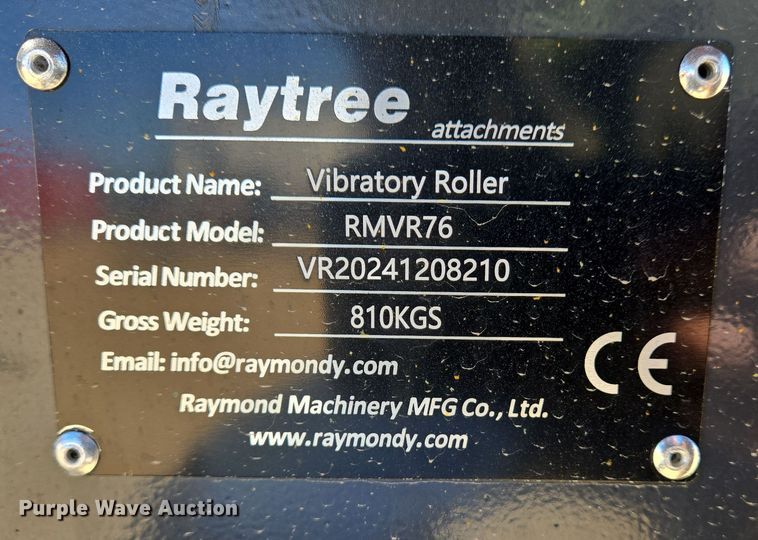 Raytree
attachments
Product Name: Vibratory Roller
Product Model: RMVR76
Serial Number: VR20241208210
Gross Weight: 810KGS
Email: info@raymondy.com
CE
Raymond Machinery MFG Co., Ltd.
www.raymondy.com
Purple Wave Auction